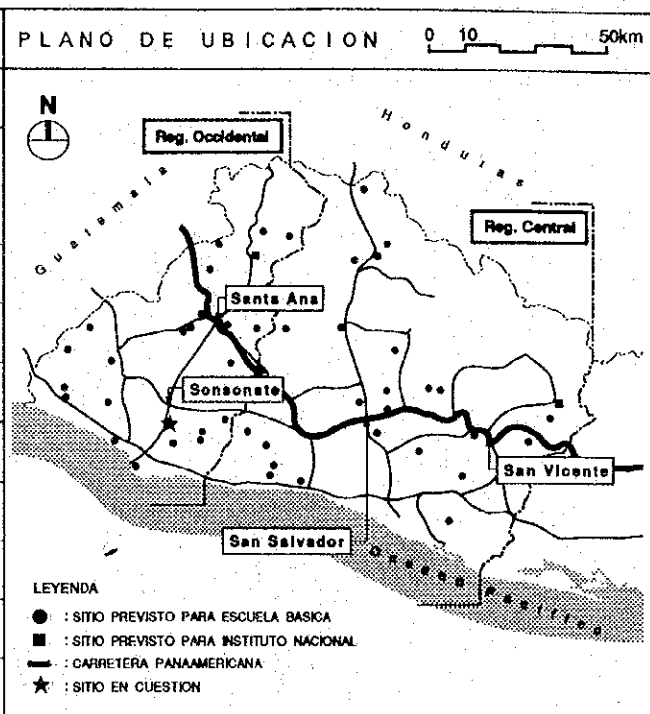 PLANO DE UBICACION
0 10 50km
N
Honduras
Reg. Occidental
Guatemala
Reg. Central
Santa Ana
Sonsonate
San Vicente
San Salvador
Oceano Pacifico
LEYENDA
● : SITIO PREVISTO PARA ESCUELA BASICA
■ : SITIO PREVISTO PARA INSTITUTO NACIONAL
: CARRETERA PANAAMERICANA
★ : SITIO EN CUESTION